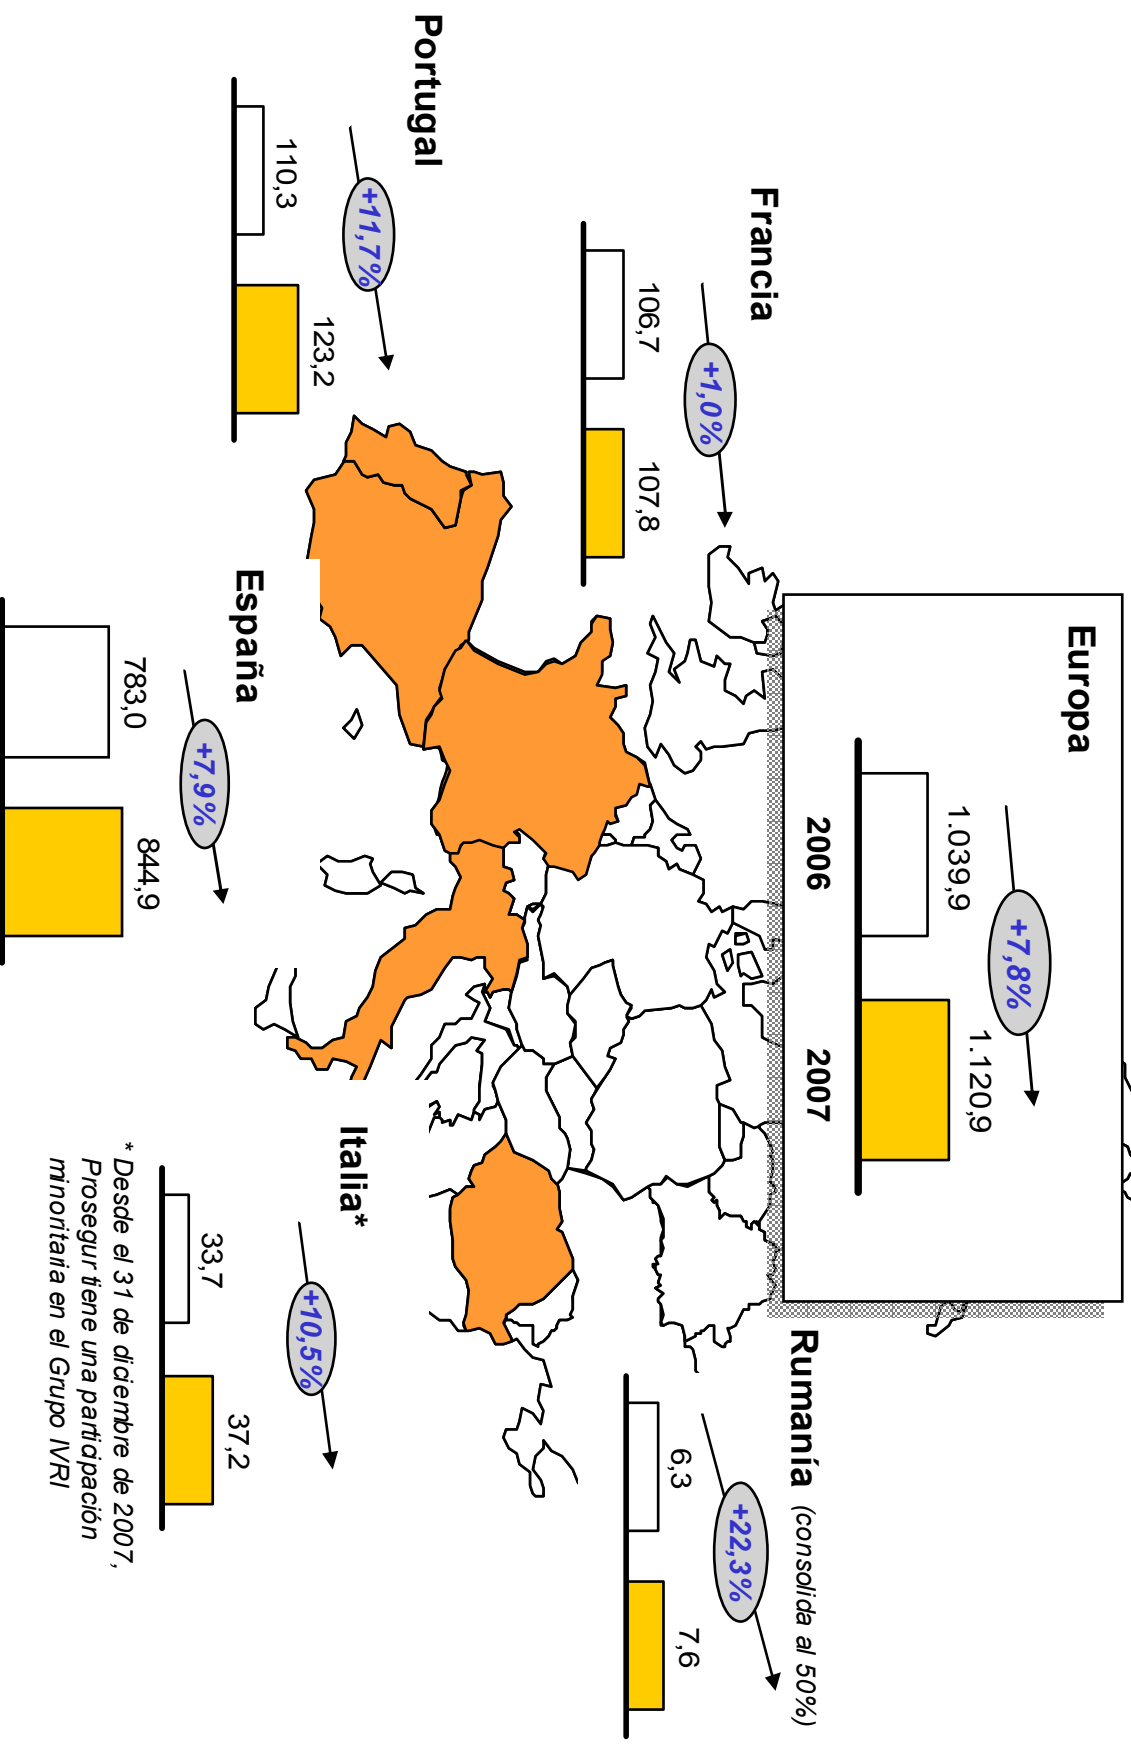 Europa
+7,8%
1.039,9
1.120,9
2006
2007
Francia
+1,0%
106,7
107,8
Rumanía (consolida al 50%)
+22,3%
6,3
7,6
Portugal
+11,7%
110,3
123,2
España
+7,9%
783,0
844,9
Italia*
+10,5%
33,7
37,2
* Desde el 31 de diciembre de 2007,
Prosegur tiene una participación
minoritaria en el Grupo IVRI